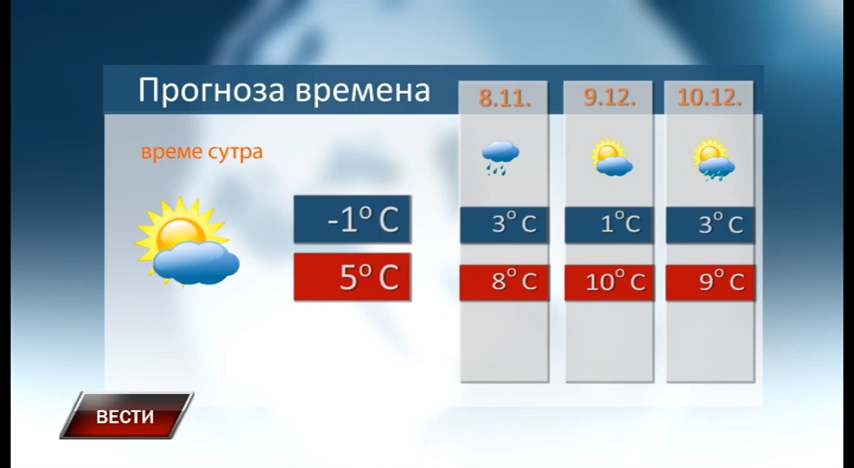 Прогноза времена
време сутра
-1° C
5° C
8.11.
3° C
8° C
9.12.
1°C
10° C
10.12.
3° C
9° C
ВЕСТИ